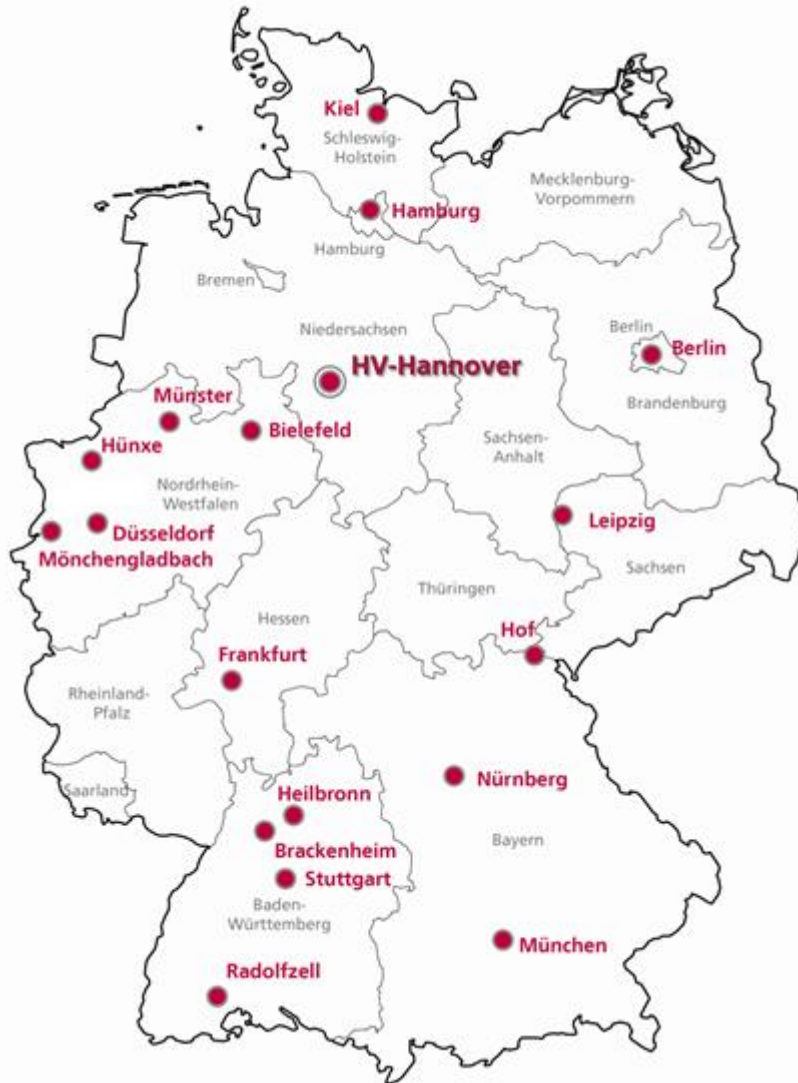 Kiel
Schleswig-
Holstein
Mecklenburg-
Vorpommern
Hamburg
Hamburg
Bremen
Niedersachsen
Berlin
Berlin
HV-Hannover
Brandenburg
Münster
Bielefeld
Sachsen-
Anhalt
Hünxe
Nordrhein-
Westfalen
Düsseldorf
Mönchengladbach
Leipzig
Sachsen
Thüringen
Hessen
Hof
Frankfurt
Rheinland-
Pfalz
Nürnberg
Saarland
Heilbronn
Bayern
Brackenheim
Stuttgart
Baden-
Württemberg
München
Radolfzell